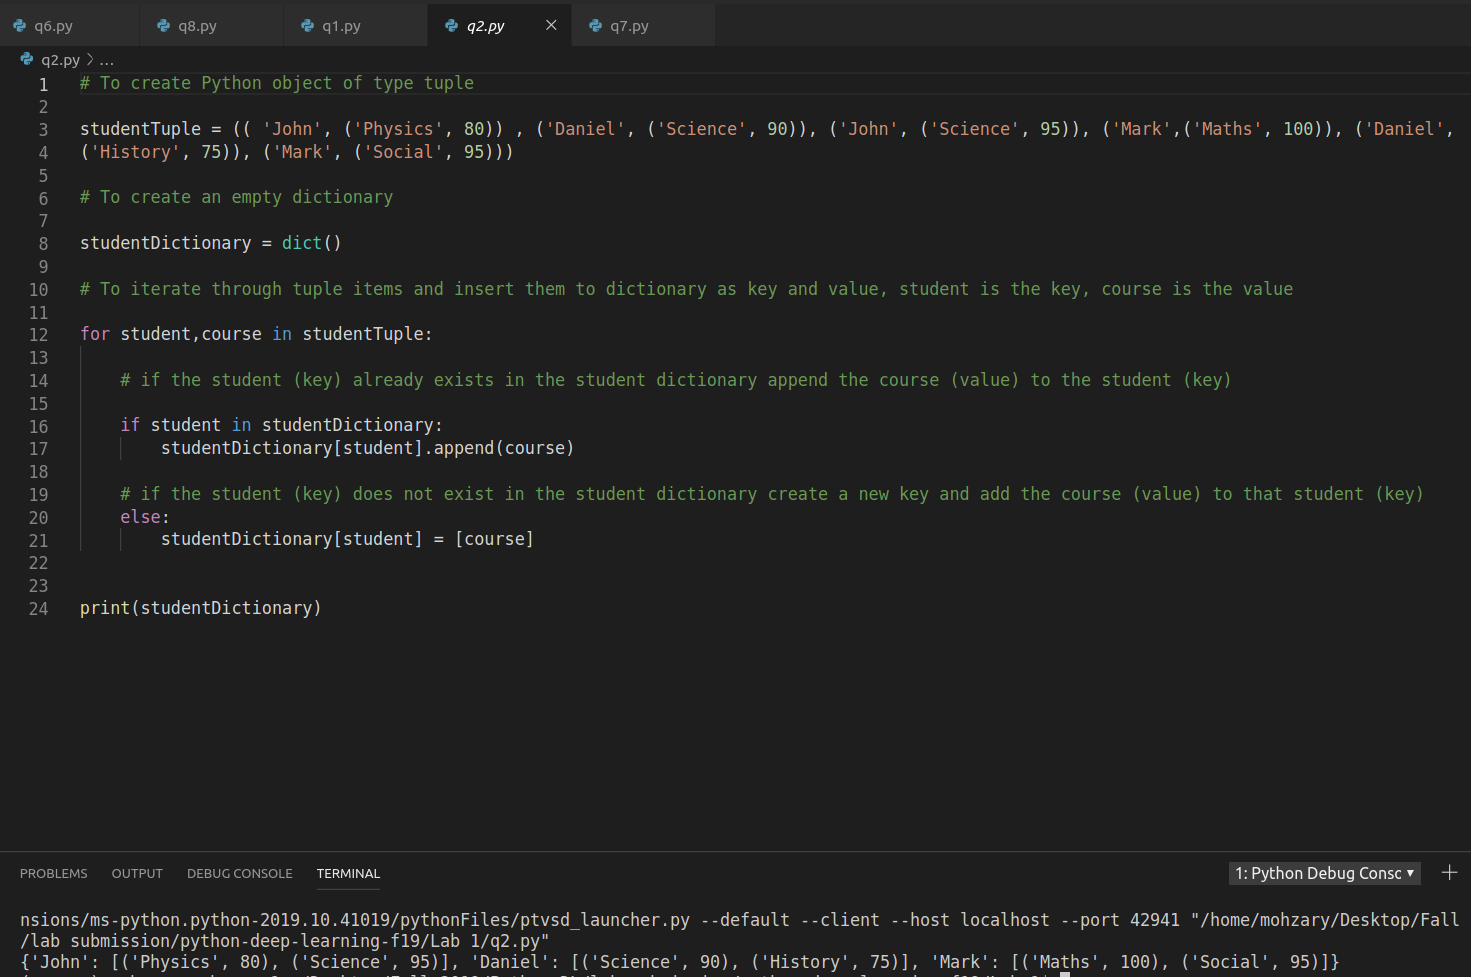 q6.py q8.py q1.py q2.py q7.py
q2.py > ...
1 # To create Python object of type tuple
2
3 studentTuple = (( 'John', ('Physics', 80)) , ('Daniel', ('Science', 90)), ('John', ('Science', 95)), ('Mark',('Maths', 100)), ('Daniel',
4 ('History', 75)), ('Mark', ('Social', 95)))
5
6 # To create an empty dictionary
7
8 studentDictionary = dict()
9
10 # To iterate through tuple items and insert them to dictionary as key and value, student is the key, course is the value
11
12 for student,course in studentTuple:
13
14 # if the student (key) already exists in the student dictionary append the course (value) to the student (key)
15
16 if student in studentDictionary:
17 studentDictionary[student].append(course)
18
19 # if the student (key) does not exist in the student dictionary create a new key and add the course (value) to that student (key)
20 else:
21 studentDictionary[student] = [course]
22
23
24 print(studentDictionary)
PROBLEMS OUTPUT DEBUG CONSOLE TERMINAL 1: Python Debug Consc
nsions/ms-python.python-2019.10.41019/pythonFiles/ptvsd_launcher.py --default --client --host localhost --port 42941 "/home/mohzary/Desktop/Fall
/lab submission/python-deep-learning-f19/Lab 1/q2.py"
{'John': [('Physics', 80), ('Science', 95)], 'Daniel': [('Science', 90), ('History', 75)], 'Mark': [('Maths', 100), ('Social', 95)]}